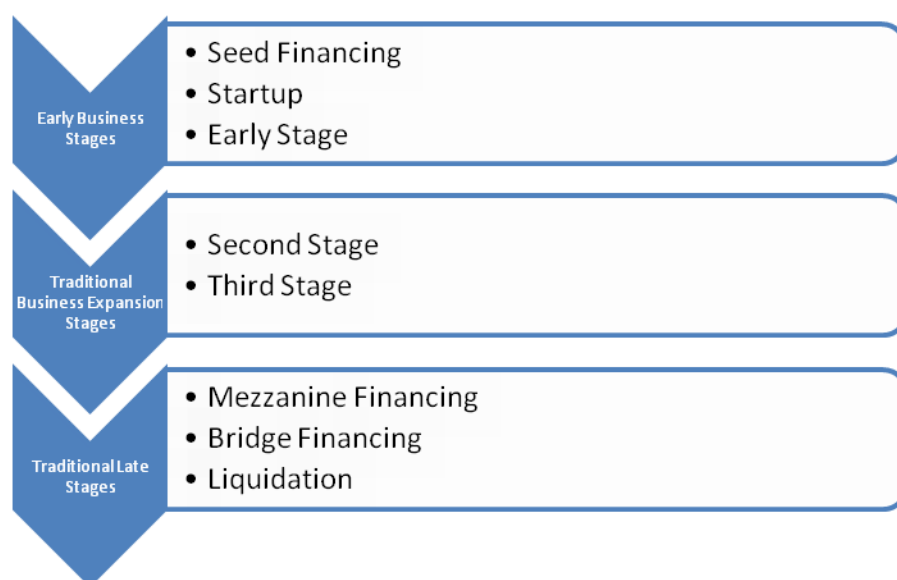 Early Business
Stages
• Seed Financing
• Startup
• Early Stage
Traditional
Business Expansion
Stages
• Second Stage
• Third Stage
Traditional Late
Stages
• Mezzanine Financing
• Bridge Financing
• Liquidation